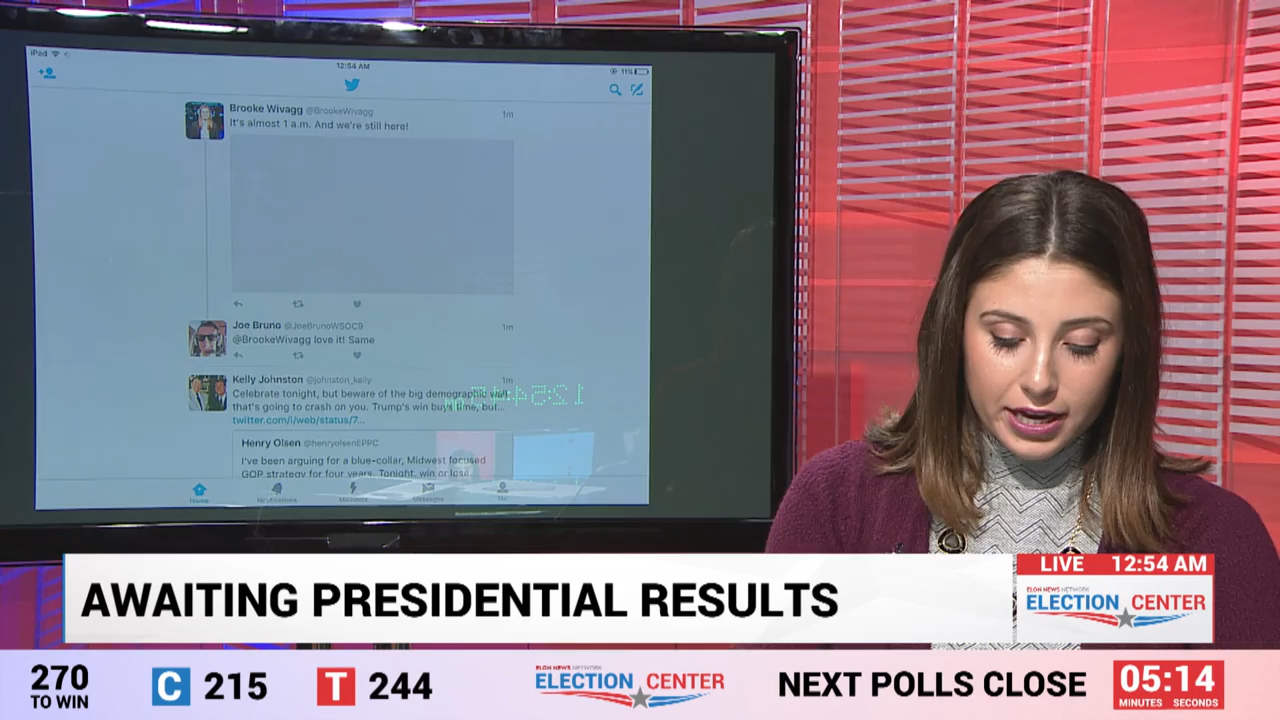 iPad
12:54 AM
11%
Brooke Wivagg @BrookeWivagg
1m
It's almost 1 a.m. And we're still here!
Joe Bruno @JoeBrunoWSOC9
1m
@BrookeWivagg love it! Same
Kelly Johnston @johnston_kelly
1m
Celebrate tonight, but beware of the big demographic wall
that's going to crash on you. Trump's win buys time, but...
twitter.com/i/web/status/7...
Henry Olsen @henryolsenEPPC
I've been arguing for a blue-collar, Midwest focused
GOP strategy for four years. Tonight, win or lose,
Home
Notifications
Moments
Messages
Me
AWAITING PRESIDENTIAL RESULTS
LIVE 12:54 AM
ELON NEWS NETWORK
ELECTION CENTER
270
TO WIN
C 215
T 244
ELON NEWS NETWORK
ELECTION CENTER
NEXT POLLS CLOSE
05:14
MINUTES SECONDS